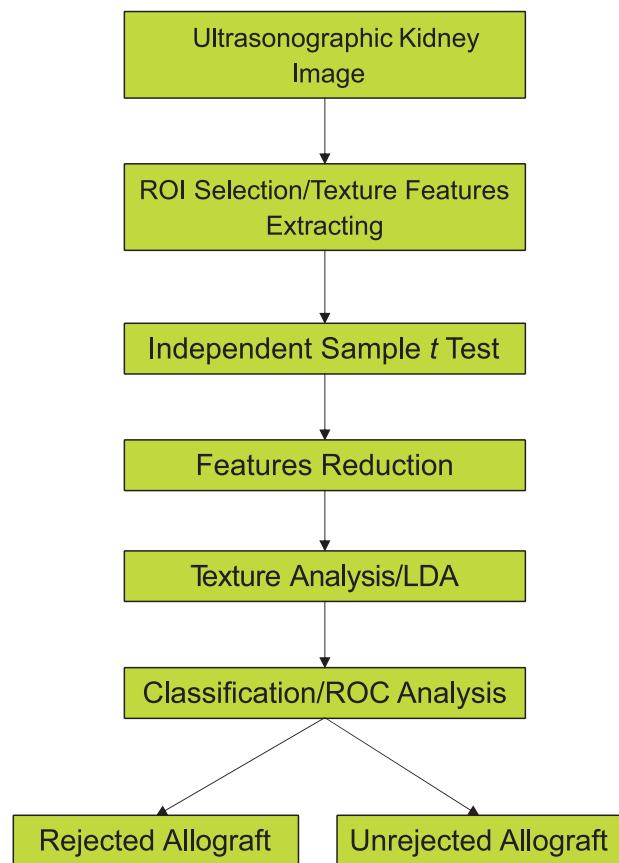 Ultrasonographic Kidney
Image
ROI Selection/Texture Features
Extracting
Independent Sample t Test
Features Reduction
Texture Analysis/LDA
Classification/ROC Analysis
Rejected Allograft
Unrejected Allograft